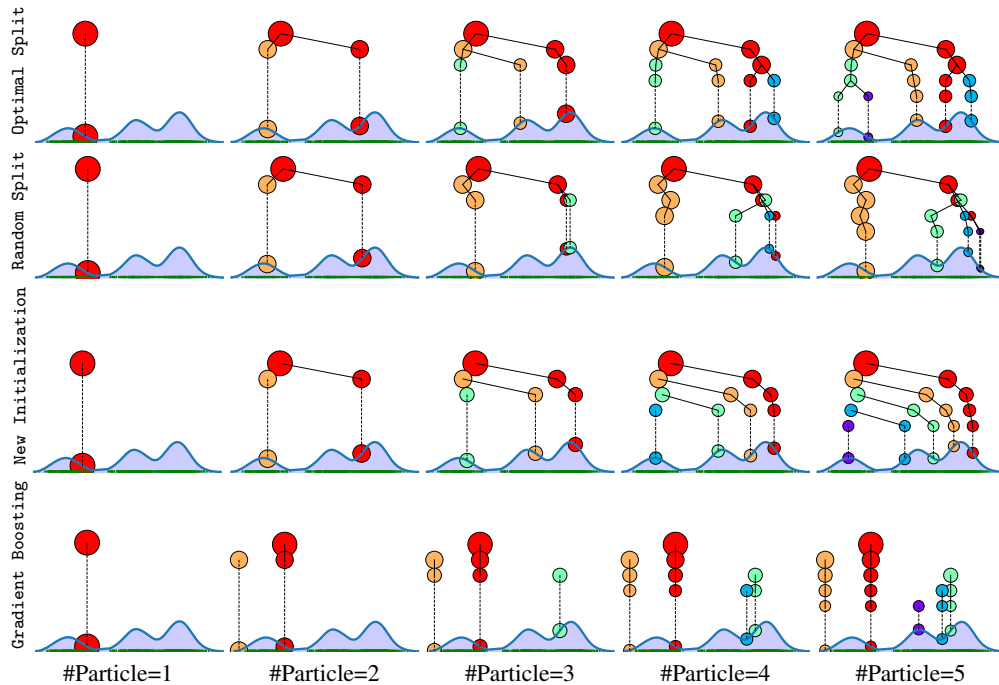 Optimal Split
Random Split
New Initialization
Gradient Boosting
#Particle=1
#Particle=2
#Particle=3
#Particle=4
#Particle=5